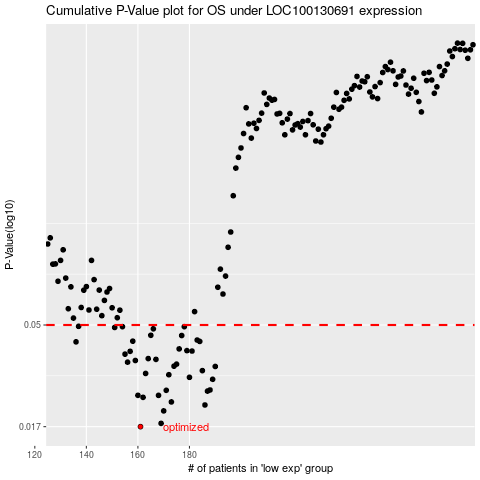 Cumulative P-Value plot for OS under LOC100130691 expression
P-Value(log10)
0.05
0.017
optimized
120 140 160 180
# of patients in 'low exp' group